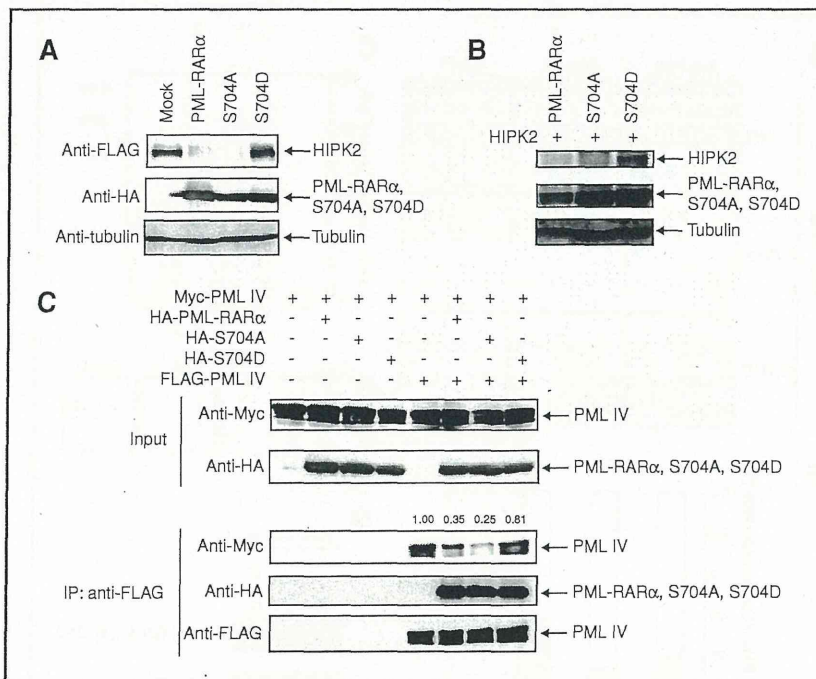 A
Mock
PML-RARα
S704A
S704D
Anti-FLAG
HIPK2
Anti-HA
PML-RARα,
S704A, S704D
Anti-tubulin
Tubulin
B
PML-RARα
S704A
S704D
HIPK2 + + +
HIPK2
PML-RARα,
S704A, S704D
Tubulin
C
Myc-PML IV + + + + + + + +
HA-PML-RARα - + - - - + - -
HA-S704A - - + - - - + -
HA-S704D - - - + - - - +
FLAG-PML IV - - - - + + + +
Input
Anti-Myc
PML IV
Anti-HA
PML-RARα, S704A, S704D
1.00 0.35 0.25 0.81
IP: anti-FLAG
Anti-Myc
PML IV
Anti-HA
PML-RARα, S704A, S704D
Anti-FLAG
PML IV